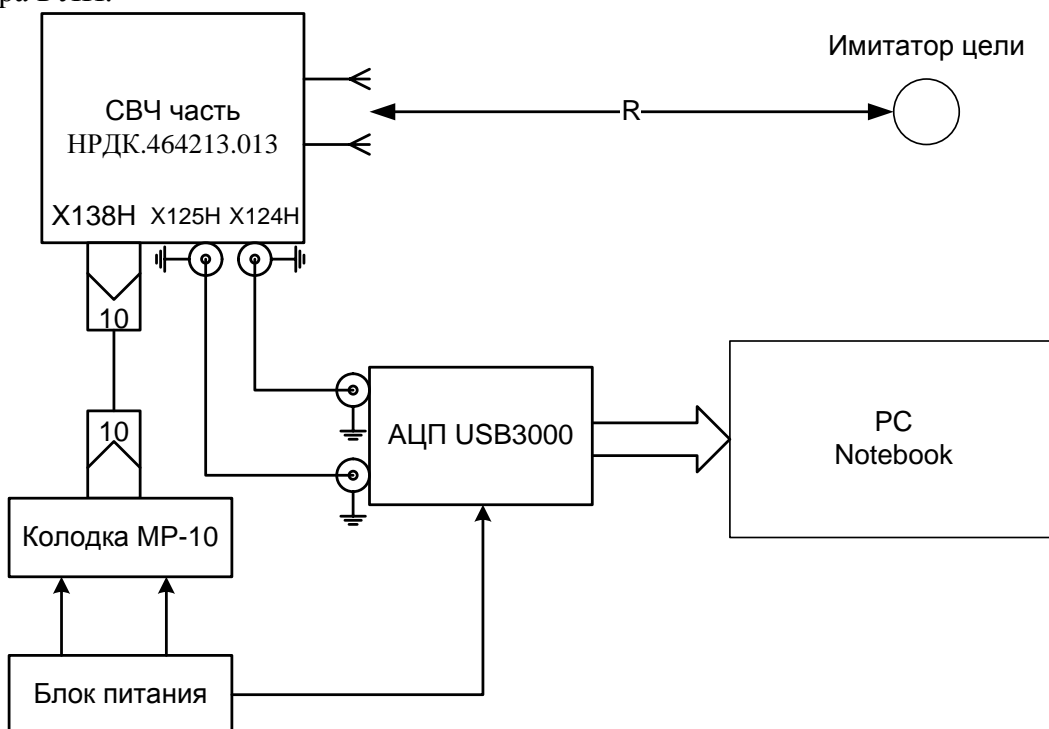 Имитатор цели
СВЧ часть
НРДК.464213.013
R
X138H X125H X124H
10
10
АЦП USB3000
PC
Notebook
Колодка МР-10
Блок питания